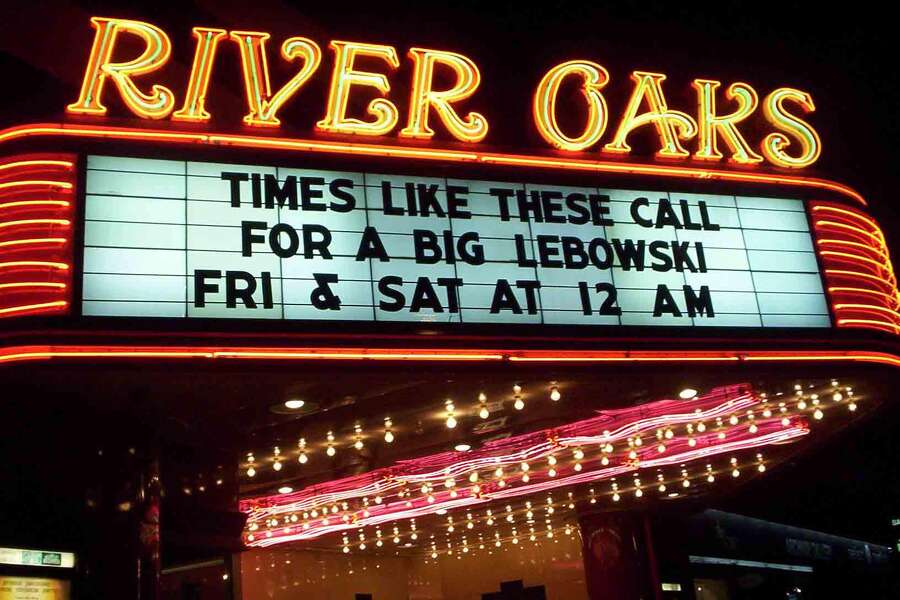 RIVER OAKS
TIMES LIKE THESE CALL
FOR A BIG LEBOWSKI
FRI & SAT AT 12 AM